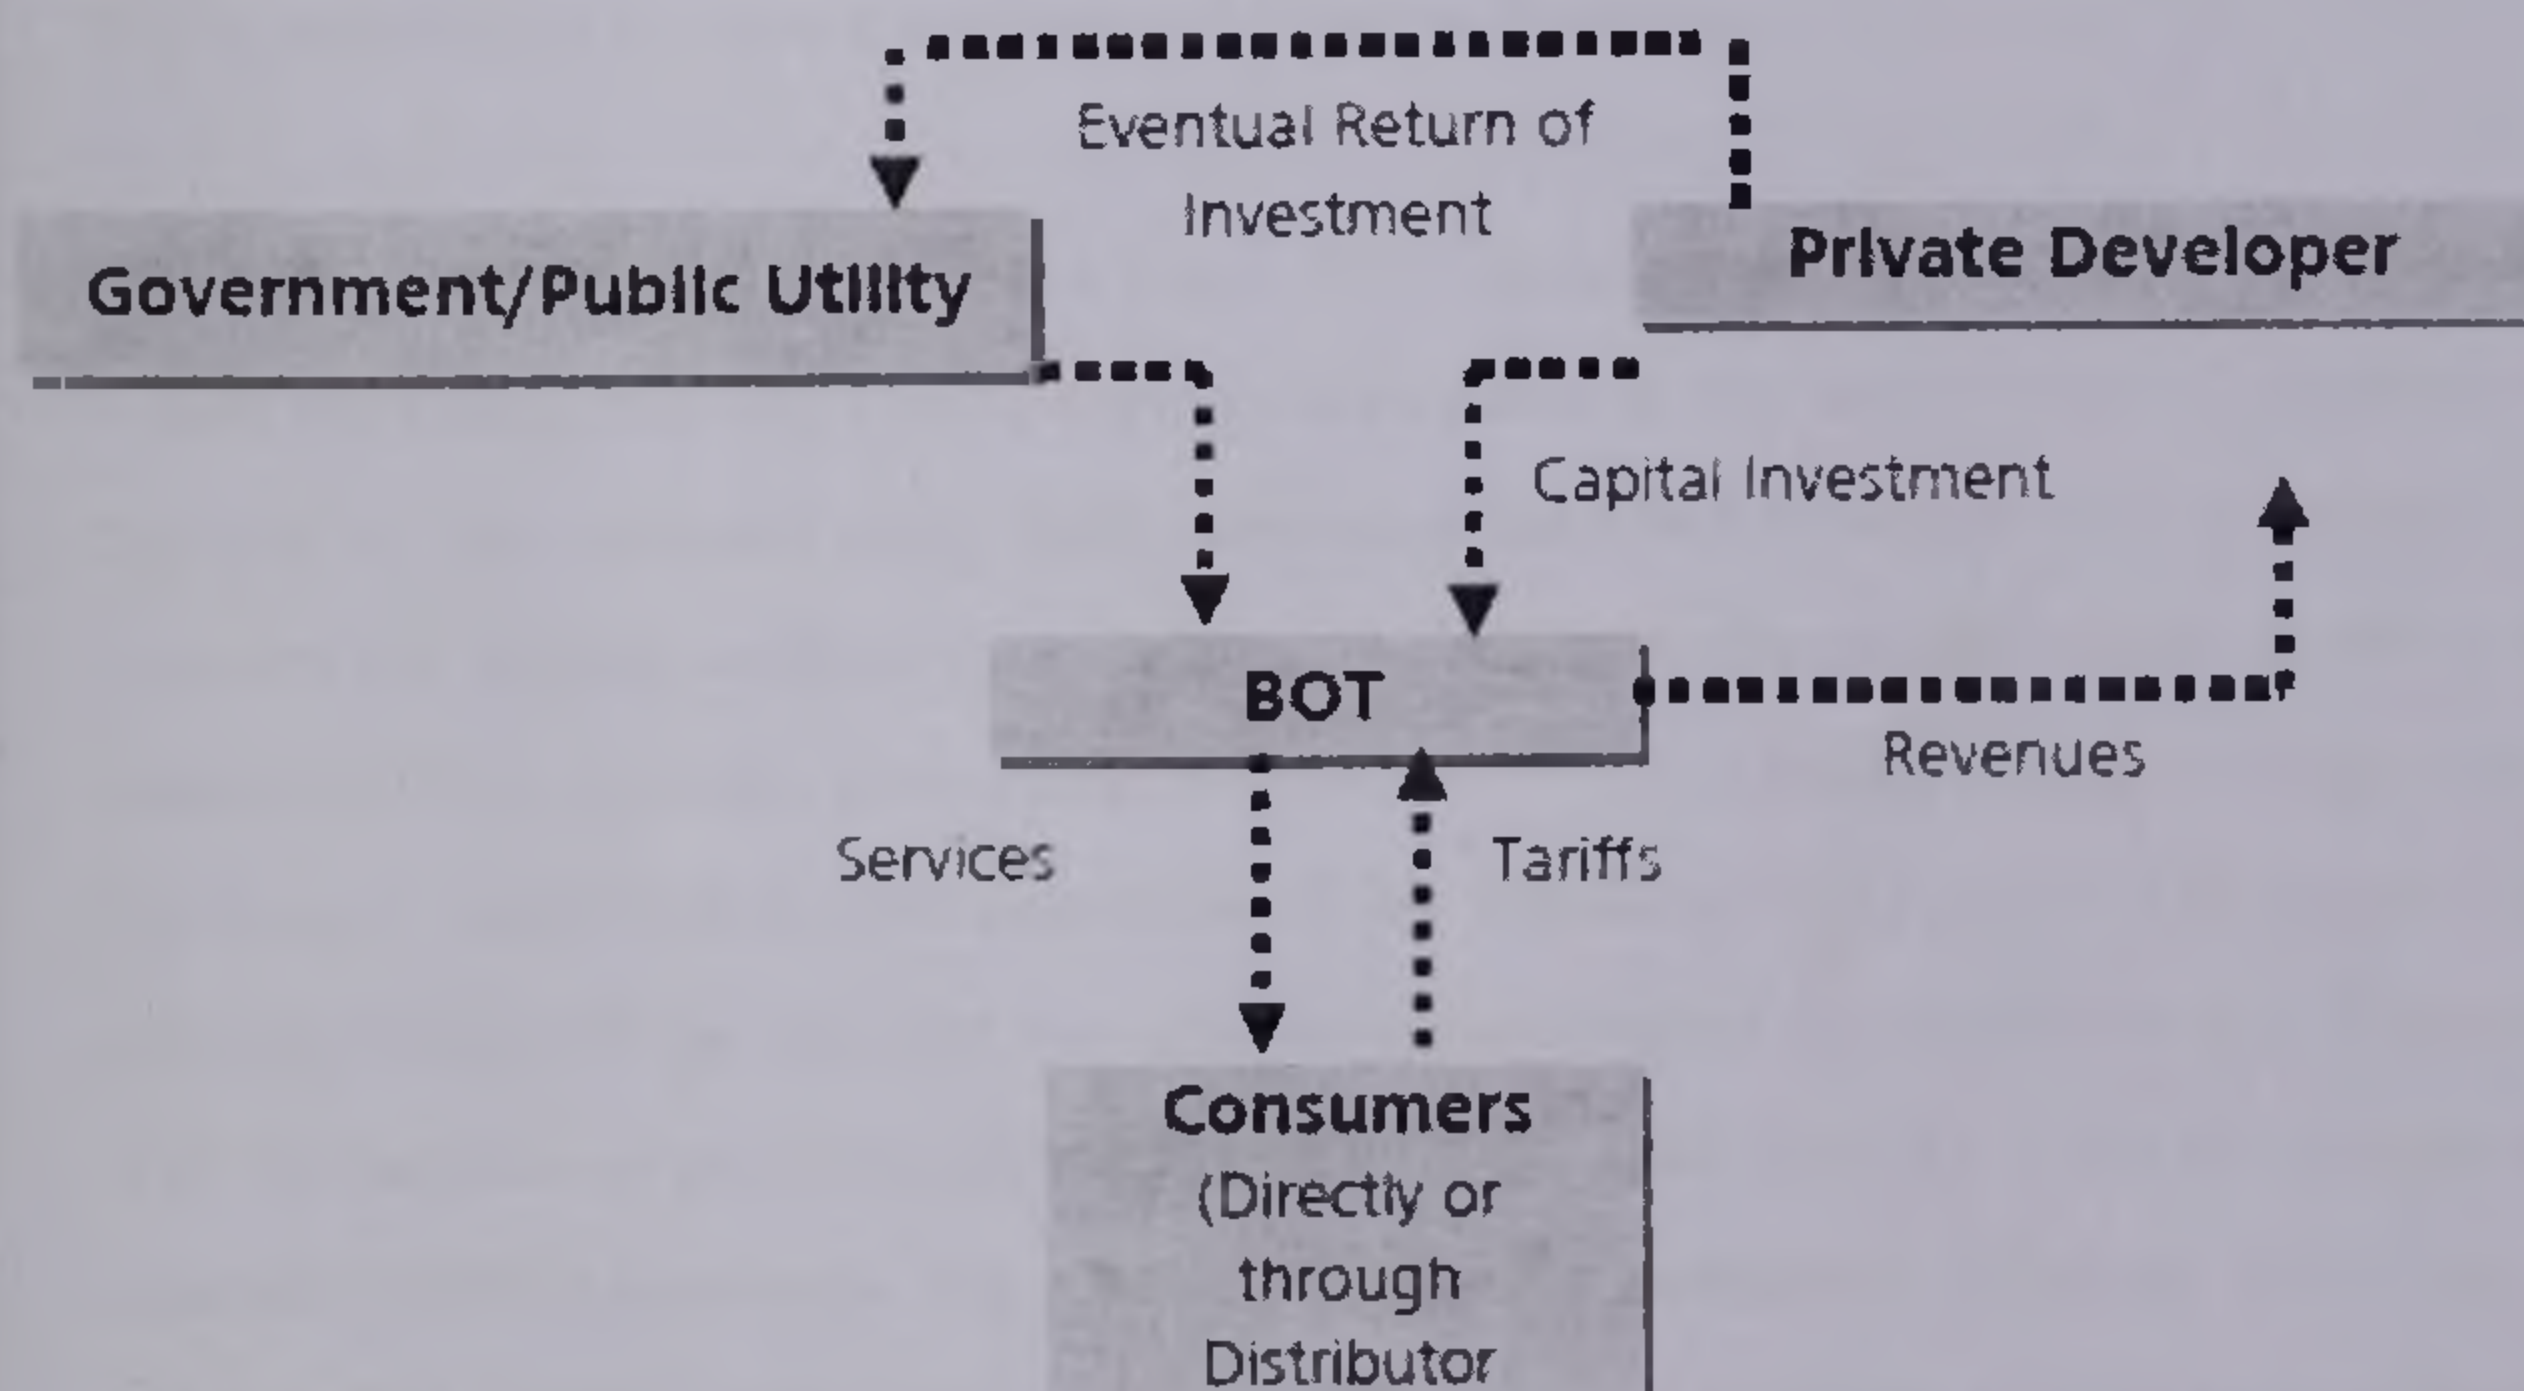 Eventual Return of
Investment
Government/Public Utility
Private Developer
Capital Investment
BOT
Revenues
Services
Tariffs
Consumers
(Directly or
through
Distributor